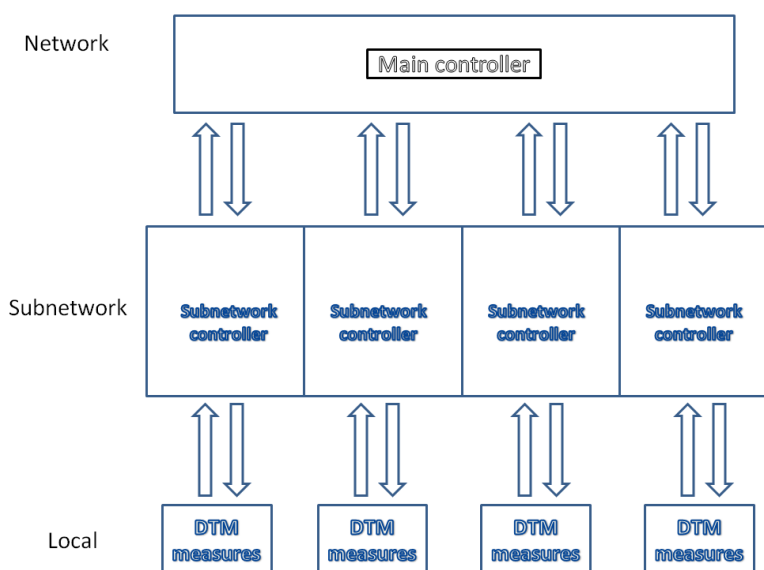 Network
Main controller
Subnetwork
Subnetwork
controller
Subnetwork
controller
Subnetwork
controller
Subnetwork
controller
Local
DTM
measures
DTM
measures
DTM
measures
DTM
measures